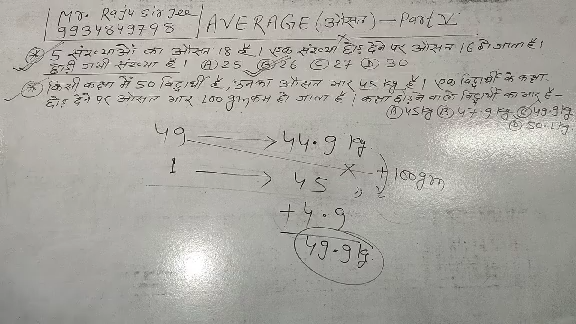 Mr. Raju sir jee
9934849798
AVERAGE (औसत) - Part V
5 संख्याओं का औसत 18 है। एक संख्या छोड़ देने पर औसत 16 हो जाता है।
छोड़ी गयी संख्या है। (A) 25 (B) 26 (C) 27 (D) 30
किसी कक्षा में 50 विद्यार्थी है, उनका औसत भार 45 kg है। एक विद्यार्थी के कक्षा
छोड़ देने पर औसत भार 100 gm कम हो जाता है। कक्षा छोड़ने वाले विद्यार्थी का भार है-
(A) 45 kg (B) 47.9 kg (C) 49.9 kg
(D) 50.1 kg
49 → 44.9 kg
1 → 45 × + 100 gm
+ 4.9
49.9 kg